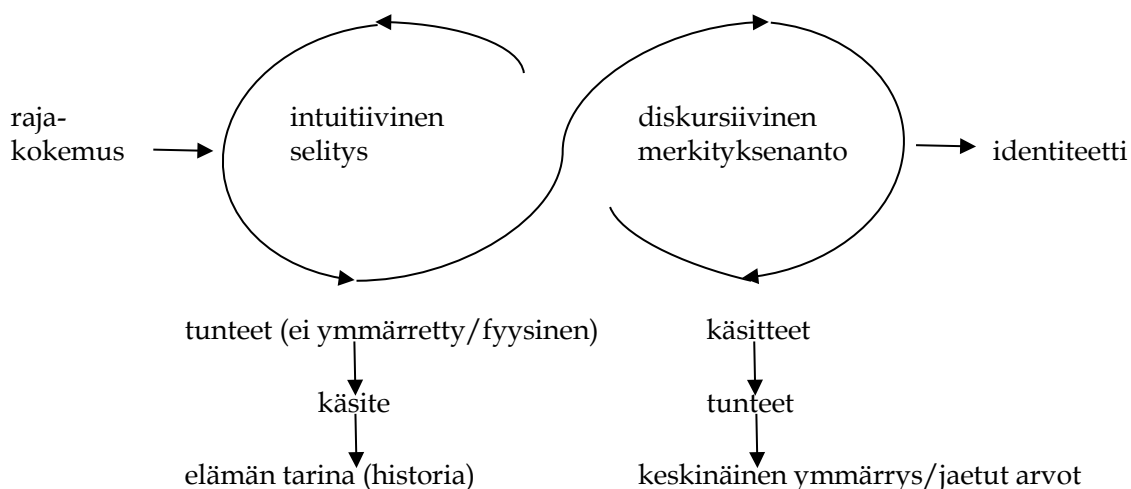 raja-
kokemus
intuitiivinen
selitys
diskursiivinen
merkityksenanto
identiteetti
tunteet (ei ymmärretty/fyysinen)
käsite
elämän tarina (historia)
käsitteet
tunteet
keskinäinen ymmärrys/jaetut arvot